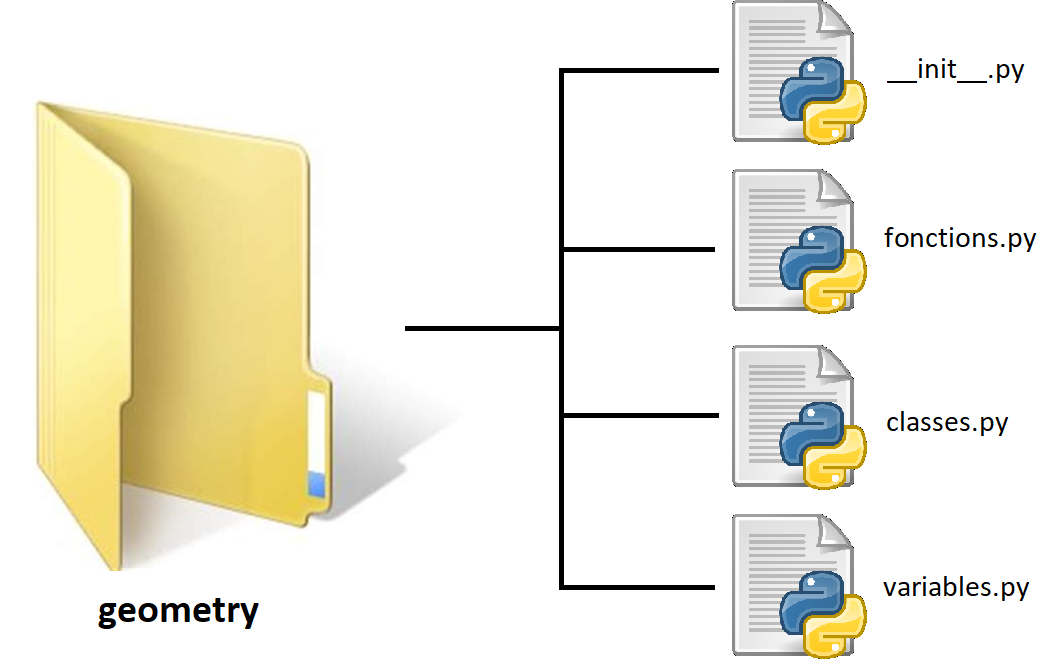 __init__.py
fonctions.py
classes.py
variables.py
geometry